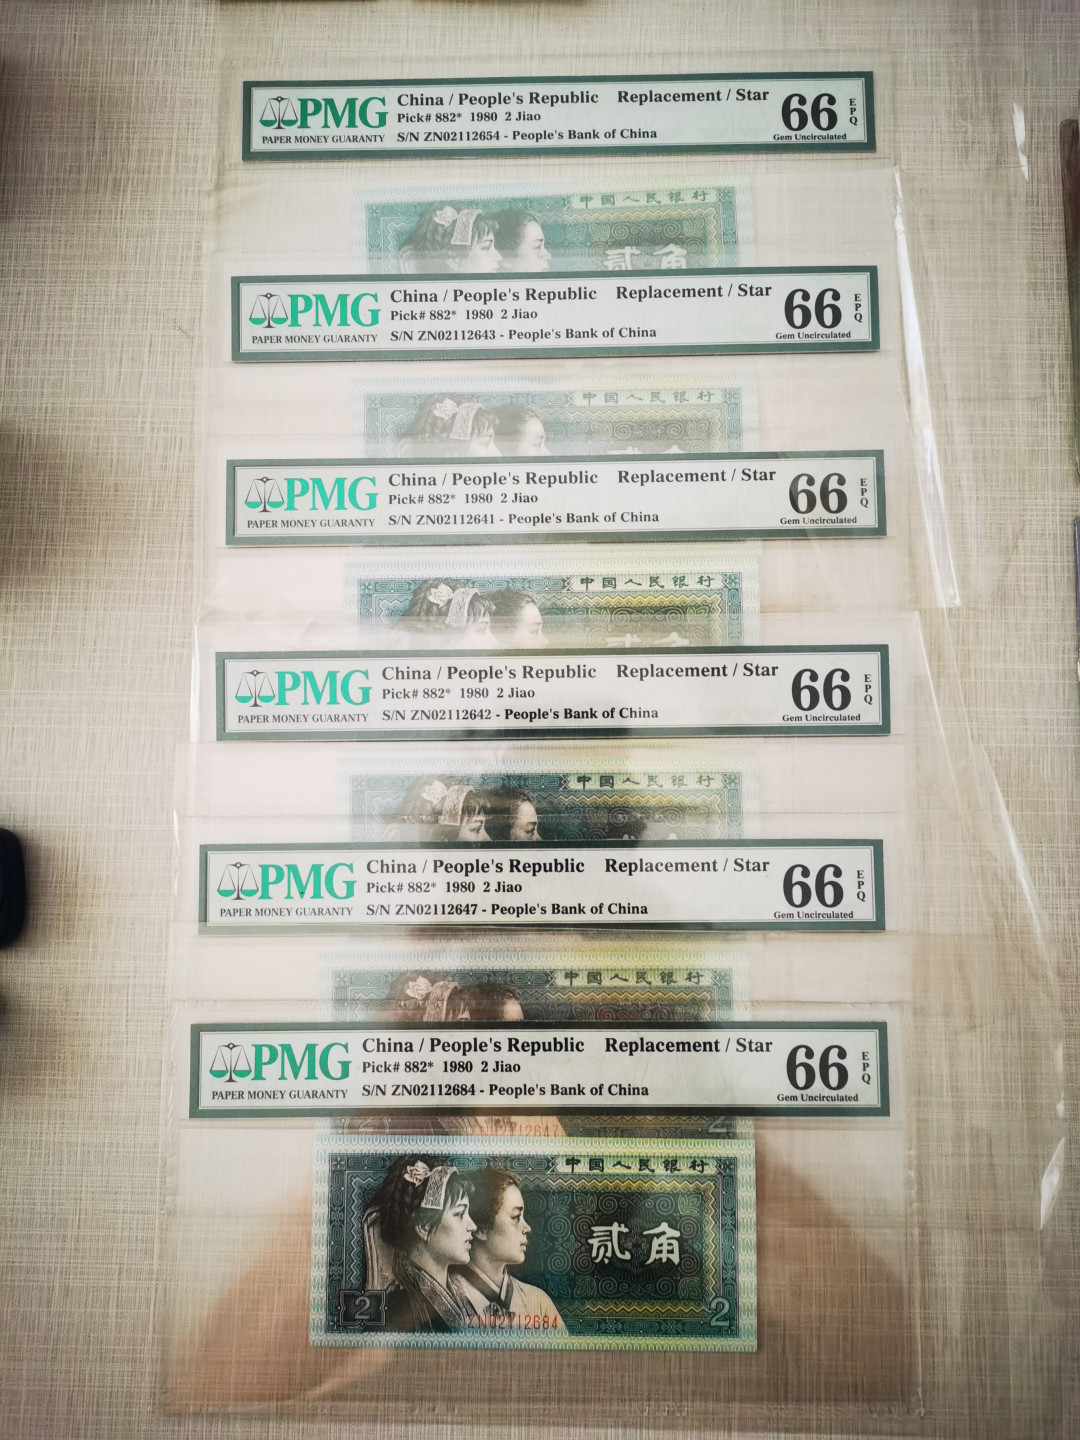 PMG
PAPER MONEY GUARANTY
China / People's Republic Replacement / Star
Pick# 882* 1980 2 Jiao
S/N ZN02112654 - People's Bank of China
66
EPQ
Gem Uncirculated
中国人民银行
贰角
PMG
PAPER MONEY GUARANTY
China / People's Republic Replacement / Star
Pick# 882* 1980 2 Jiao
S/N ZN02112643 - People's Bank of China
66
EPQ
Gem Uncirculated
中国人民银行
PMG
PAPER MONEY GUARANTY
China / People's Republic Replacement / Star
Pick# 882* 1980 2 Jiao
S/N ZN02112641 - People's Bank of China
66
EPQ
Gem Uncirculated
中国人民银行
贰角
PMG
PAPER MONEY GUARANTY
China / People's Republic Replacement / Star
Pick# 882* 1980 2 Jiao
S/N ZN02112642 - People's Bank of China
66
EPQ
Gem Uncirculated
中国人民银行
PMG
PAPER MONEY GUARANTY
China / People's Republic Replacement / Star
Pick# 882* 1980 2 Jiao
S/N ZN02112647 - People's Bank of China
66
EPQ
Gem Uncirculated
中国人民银行
PMG
PAPER MONEY GUARANTY
China / People's Republic Replacement / Star
Pick# 882* 1980 2 Jiao
S/N ZN02112684 - People's Bank of China
66
EPQ
Gem Uncirculated
2 ZN02112647 2
中国人民银行
贰角
2 ZN02112684 2